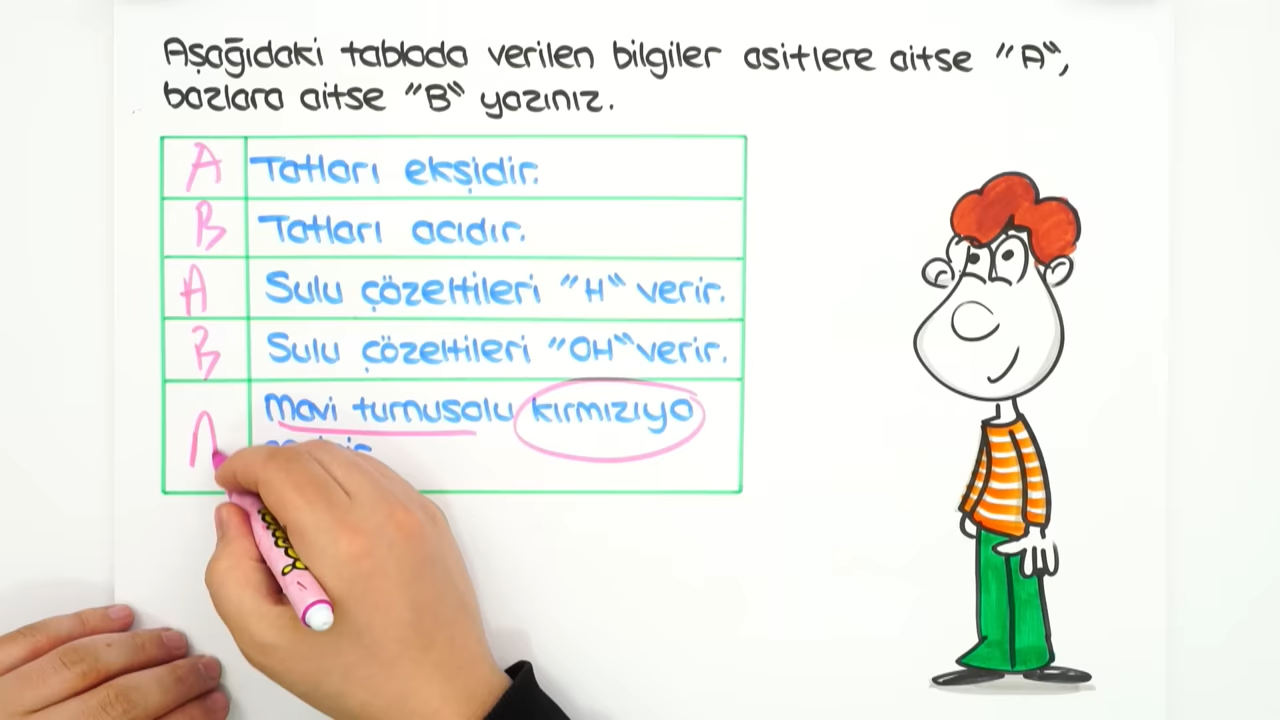 Aşağıdaki tabloda verilen bilgiler asitlere aitse "A",
bazlara aitse "B" yazınız.
A Tatları ekşidir.
B Tatları acıdır.
A Sulu çözeltileri "H" verir.
B Sulu çözeltileri "OH" verir.
Mavi turnusolu kırmızıya